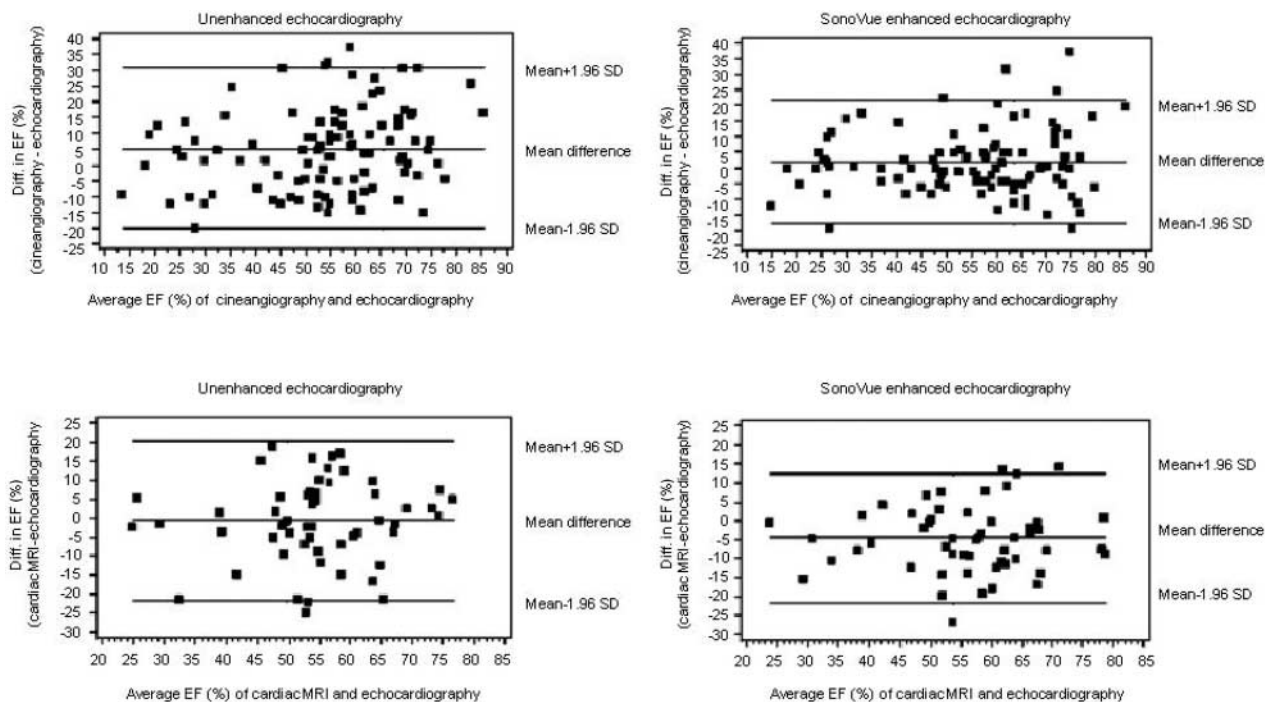 Unenhanced echocardiography
Diff. in EF (%)
(cineangiography - echocardiography)
40
35
30
25
20
15
10
5
0
-5
-10
-15
-20
-25
Mean+1.96 SD
Mean difference
Mean-1.96 SD
10 15 20 25 30 35 40 45 50 55 60 65 70 75 80 85 90
Average EF (%) of cineangiography and echocardiography
SonoVue enhanced echocardiography
Diff. in EF (%)
(cineangiography - echocardiography)
40
35
30
25
20
15
10
5
0
-5
-10
-15
-20
-25
Mean+1.96 SD
Mean difference
Mean-1.96 SD
10 15 20 25 30 35 40 45 50 55 60 65 70 75 80 85 90
Average EF (%) of cineangiography and echocardiography
Unenhanced echocardiography
Diff. in EF (%)
(cardiac MRI-echocardiography
25
20
15
10
5
0
-5
-10
-15
-20
-25
-30
Mean+1.96 SD
Mean difference
Mean-1.96 SD
20 25 30 35 40 45 50 55 60 65 70 75 80 85
Average EF (%) of cardiac MRI and echocardiography
SonoVue enhanced echocardiography
Diff. in EF (%)
(cardiac MRI-echocardiography)
25
20
15
10
5
0
-5
-10
-15
-20
-25
-30
Mean+1.96 SD
Mean difference
Mean-1.96 SD
20 25 30 35 40 45 50 55 60 65 70 75 80 85
Average EF (%) of cardiac MRI and echocardiography